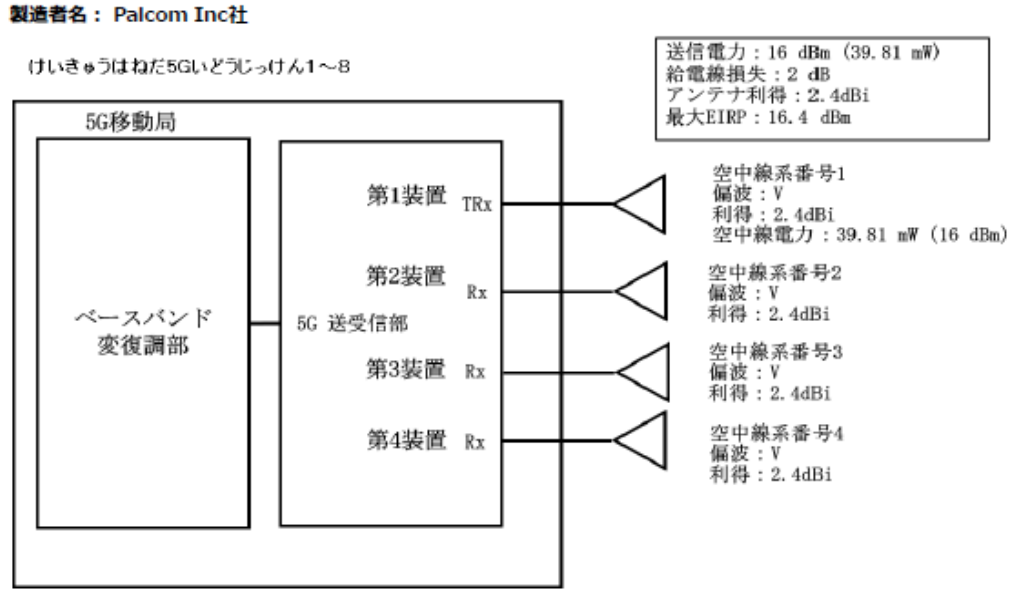 製造者名： Palcom Inc社
けいきゅうはねだ5Gいどうじっけん1～8
送信電力：16 dBm (39.81 mW)
給電線損失：2 dB
アンテナ利得：2.4dBi
最大EIRP：16.4 dBm
5G移動局
ベースバンド
変復調部
5G 送受信部
第1装置 TRx
第2装置 Rx
第3装置 Rx
第4装置 Rx
空中線系番号1
偏波：V
利得：2.4dBi
空中線電力：39.81 mW (16 dBm)
空中線系番号2
偏波：V
利得：2.4dBi
空中線系番号3
偏波：V
利得：2.4dBi
空中線系番号4
偏波：V
利得：2.4dBi